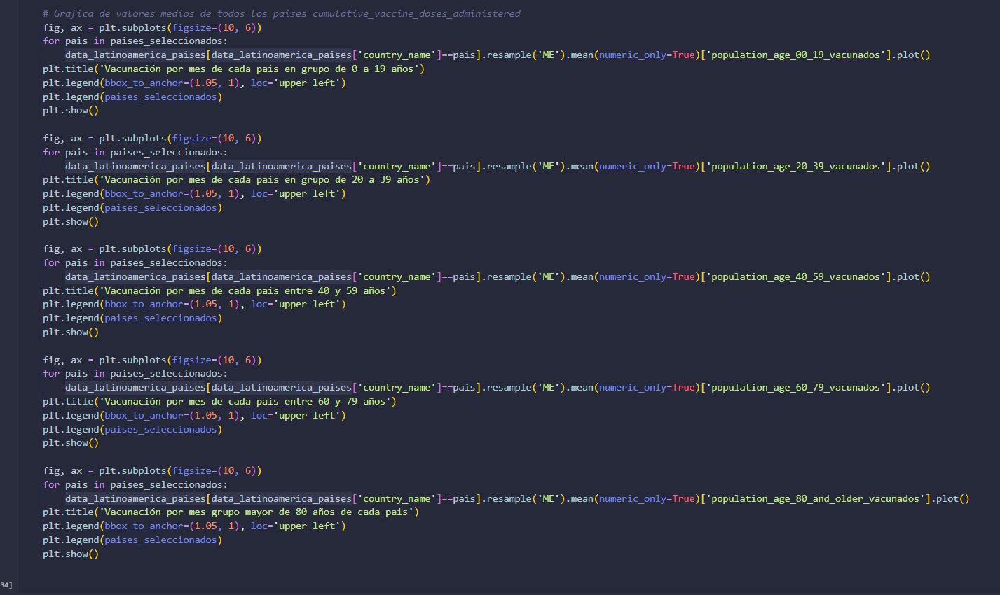 # Grafica de valores medios de todos los paises cumulative_vaccine_doses_administered
fig, ax = plt.subplots(figsize=(10, 6))
for pais in paises_seleccionados:
    data_latinoamerica_paises[data_latinoamerica_paises['country_name']==pais].resample('ME').mean(numeric_only=True)['population_age_00_19_vacunados'].plot()
plt.title('Vacunación por mes de cada pais en grupo de 0 a 19 años')
plt.legend(bbox_to_anchor=(1.05, 1), loc='upper left')
plt.legend(paises_seleccionados)
plt.show()

fig, ax = plt.subplots(figsize=(10, 6))
for pais in paises_seleccionados:
    data_latinoamerica_paises[data_latinoamerica_paises['country_name']==pais].resample('ME').mean(numeric_only=True)['population_age_20_39_vacunados'].plot()
plt.title('Vacunación por mes de cada pais en grupo de 20 a 39 años')
plt.legend(bbox_to_anchor=(1.05, 1), loc='upper left')
plt.legend(paises_seleccionados)
plt.show()

fig, ax = plt.subplots(figsize=(10, 6))
for pais in paises_seleccionados:
    data_latinoamerica_paises[data_latinoamerica_paises['country_name']==pais].resample('ME').mean(numeric_only=True)['population_age_40_59_vacunados'].plot()
plt.title('Vacunación por mes de cada pais entre 40 y 59 años')
plt.legend(bbox_to_anchor=(1.05, 1), loc='upper left')
plt.legend(paises_seleccionados)
plt.show()

fig, ax = plt.subplots(figsize=(10, 6))
for pais in paises_seleccionados:
    data_latinoamerica_paises[data_latinoamerica_paises['country_name']==pais].resample('ME').mean(numeric_only=True)['population_age_60_79_vacunados'].plot()
plt.title('Vacunación por mes de cada pais entre 60 y 79 años')
plt.legend(bbox_to_anchor=(1.05, 1), loc='upper left')
plt.legend(paises_seleccionados)
plt.show()

fig, ax = plt.subplots(figsize=(10, 6))
for pais in paises_seleccionados:
    data_latinoamerica_paises[data_latinoamerica_paises['country_name']==pais].resample('ME').mean(numeric_only=True)['population_age_80_and_older_vacunados'].plot()
plt.title('Vacunación por mes grupo mayor de 80 años de cada pais')
plt.legend(bbox_to_anchor=(1.05, 1), loc='upper left')
plt.legend(paises_seleccionados)
plt.show()
34]